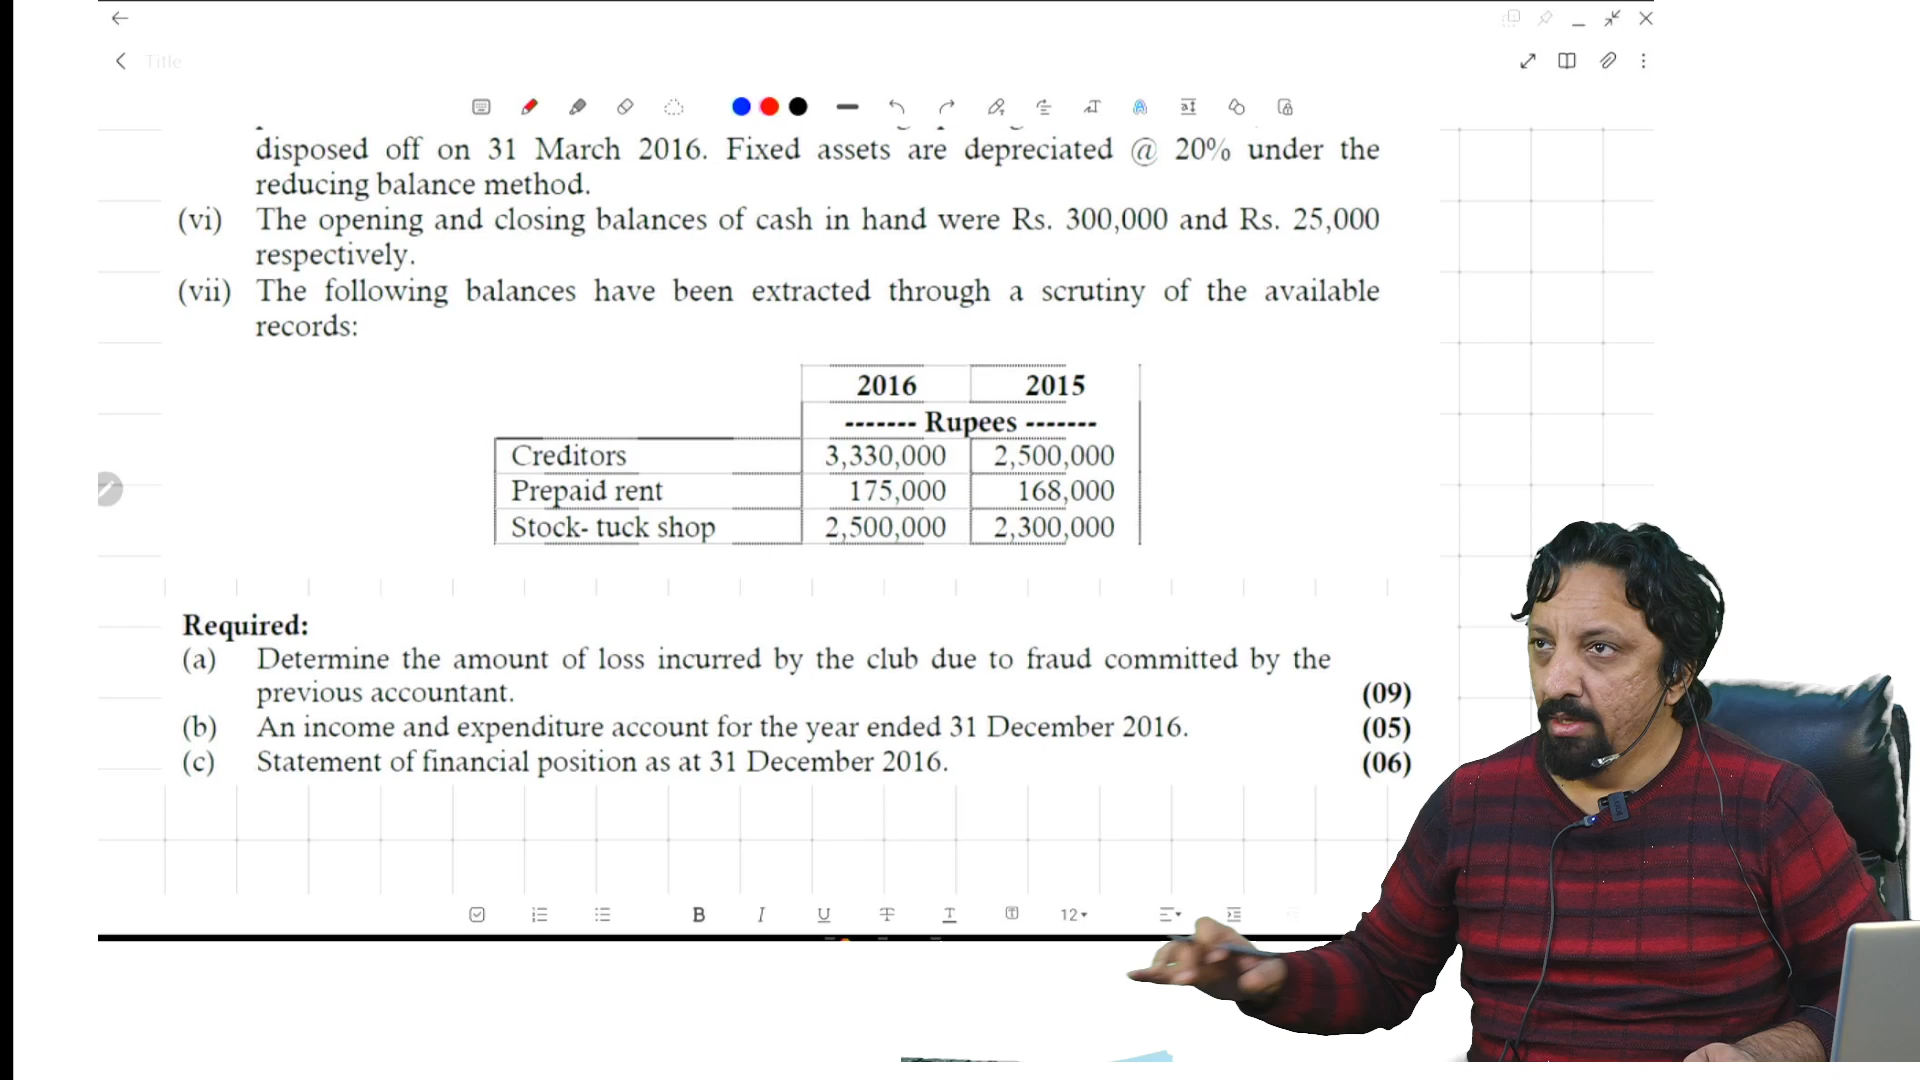 Title
disposed off on 31 March 2016. Fixed assets are depreciated @ 20% under the
reducing balance method.
(vi) The opening and closing balances of cash in hand were Rs. 300,000 and Rs. 25,000
respectively.
(vii) The following balances have been extracted through a scrutiny of the available
records:
2016 2015
------- Rupees -------
Creditors 3,330,000 2,500,000
Prepaid rent 175,000 168,000
Stock- tuck shop 2,500,000 2,300,000
Required:
(a) Determine the amount of loss incurred by the club due to fraud committed by the
previous accountant. (09)
(b) An income and expenditure account for the year ended 31 December 2016. (05)
(c) Statement of financial position as at 31 December 2016. (06)
B I U T T 12